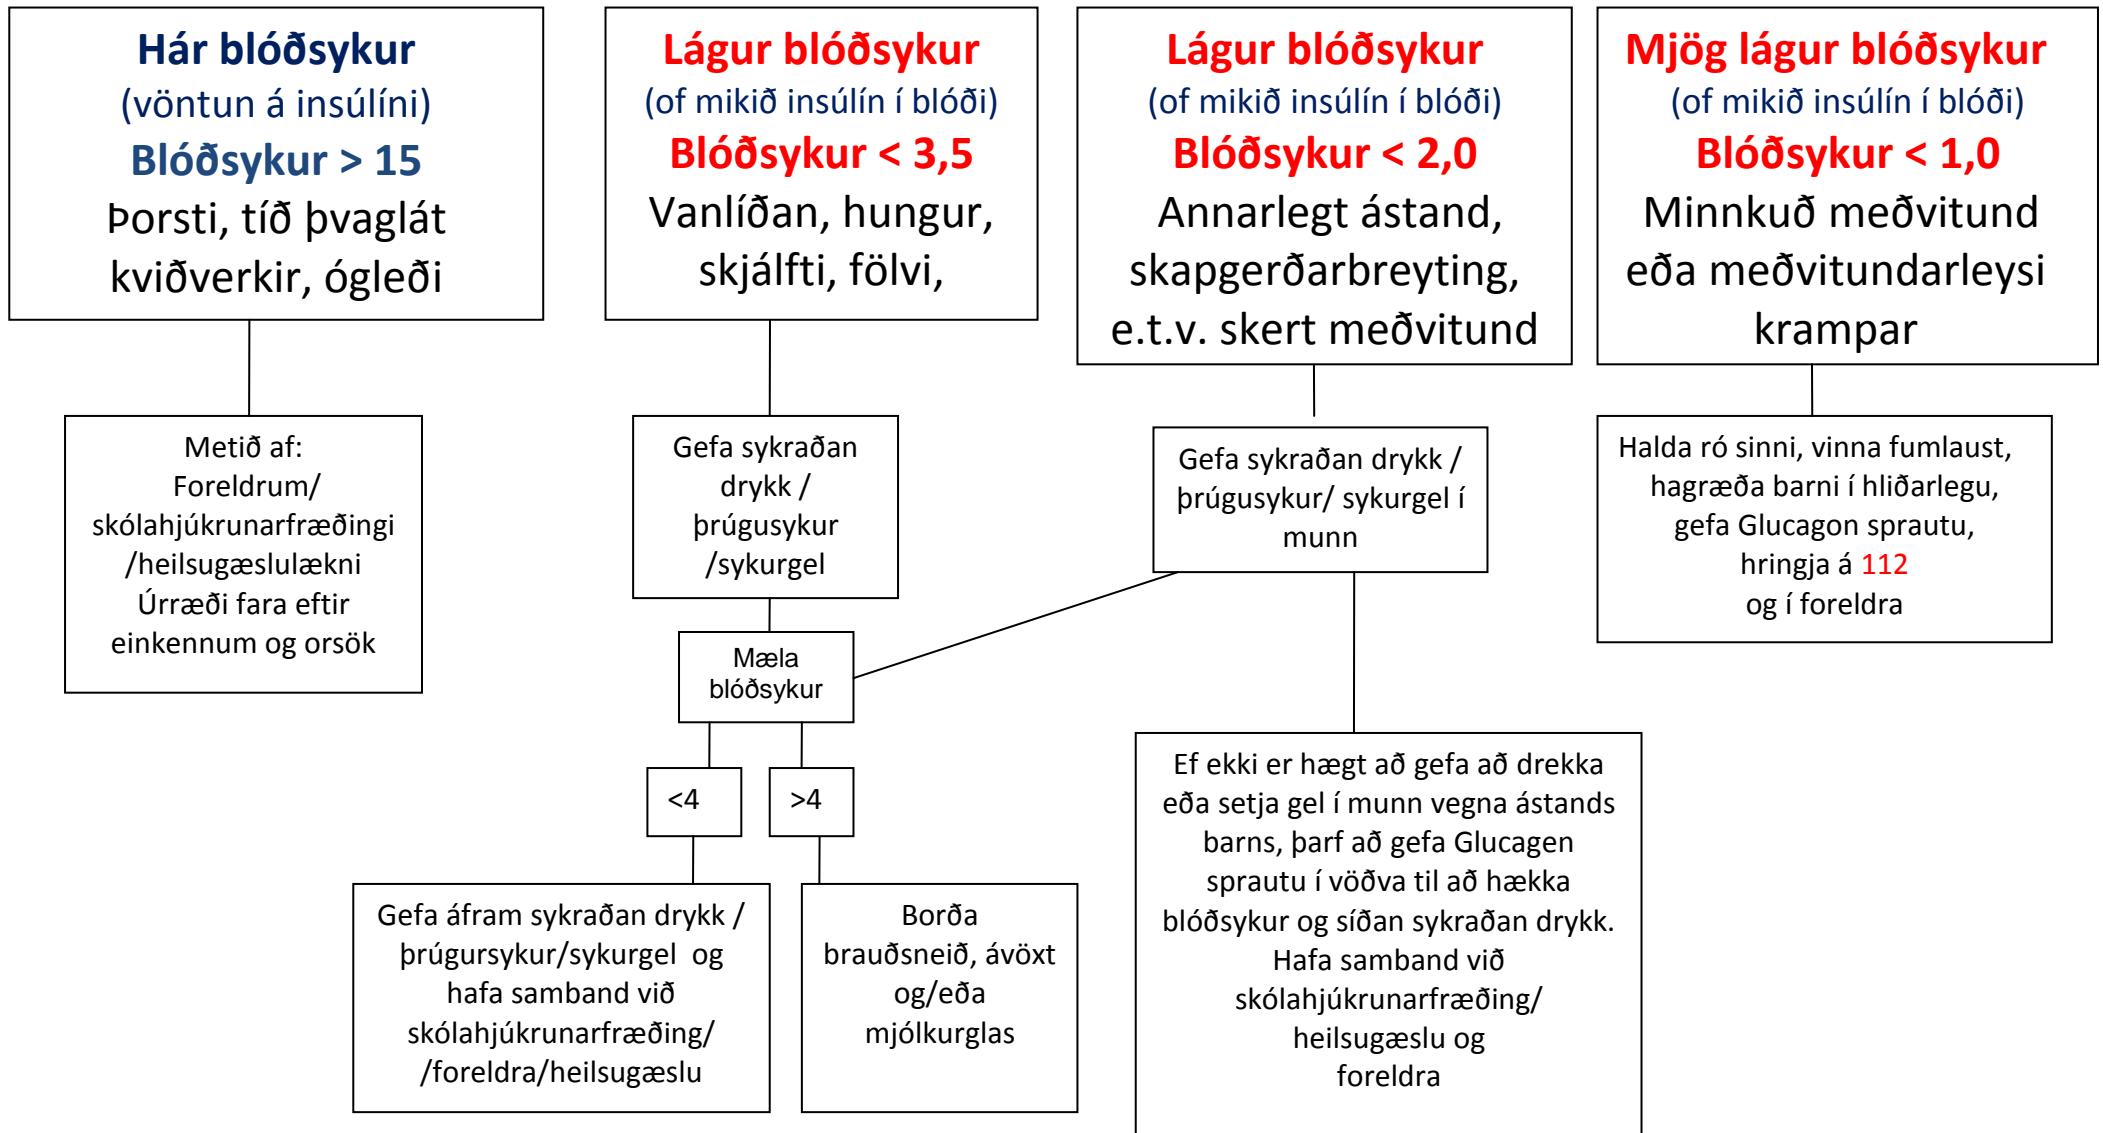 Hár blóðsykur
(vöntun á insúlíni)
Blóðsykur > 15
Þorsti, tíð þvaglát
kviðverkir, ógleði
Lágur blóðsykur
(of mikið insúlín í blóði)
Blóðsykur < 3,5
Vanlíðan, hungur,
skjálfti, fölvi,
Lágur blóðsykur
(of mikið insúlín í blóði)
Blóðsykur < 2,0
Annarlegt ástand,
skapgerðarbreyting,
e.t.v. skert meðvitund
Mjög lágur blóðsykur
(of mikið insúlín í blóði)
Blóðsykur < 1,0
Minnkuð meðvitund
eða meðvitundarleysi
krampar
Metið af:
Foreldrum/
skólahjúkrunarfræðingi
/heilsugæslulækni
Úrræði fara eftir
einkennum og orsök
Gefa sykraðan
drykk /
þrúgusykur
/sykurgel
Gefa sykraðan drykk /
þrúgusykur/ sykurgel í
munn
Halda ró sinni, vinna fumlaust,
hagræða barni í hliðarlegu,
gefa Glucagon sprautu,
hringja á 112
og í foreldra
Mæla
blóðsykur
<4
>4
Gefa áfram sykraðan drykk /
þrúgursykur/sykurgel og
hafa samband við
skólahjúkrunarfræðing/
/foreldra/heilsugæslu
Borða
brauðsneið, ávöxt
og/eða
mjólkurglas
Ef ekki er hægt að gefa að drekka
eða setja gel í munn vegna ástands
barns, þarf að gefa Glucagen
sprautu í vöðva til að hækka
blóðsykur og síðan sykraðan drykk.
Hafa samband við
skólahjúkrunarfræðing/
heilsugæslu og
foreldra